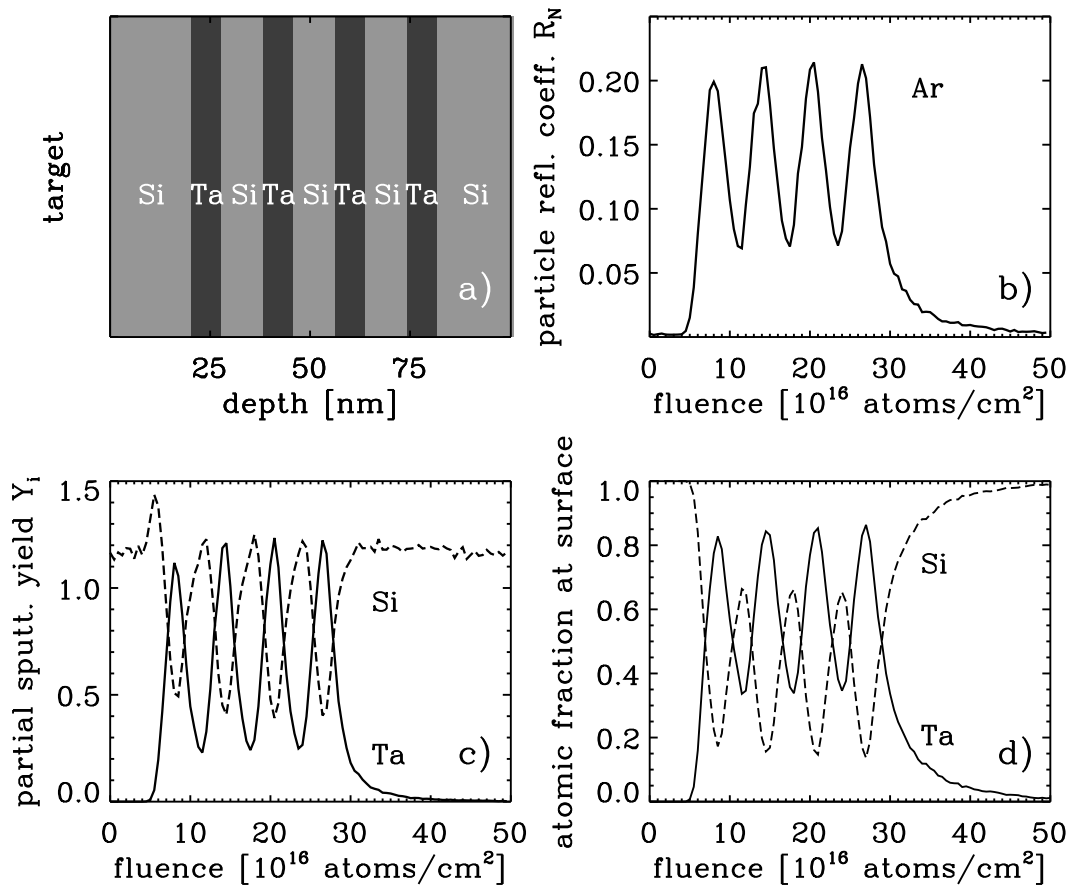 target
Si Ta Si Ta Si Ta Si Ta Si
a)
25 50 75
depth [nm]
particle refl. coeff. R_N
0.20
0.15
0.10
0.05
Ar
b)
0 10 20 30 40 50
fluence [10^16 atoms/cm^2]
partial sputt. yield Y_i
1.5
1.0
0.5
0.0
Si
Ta
c)
0 10 20 30 40 50
fluence [10^16 atoms/cm^2]
atomic fraction at surface
1.0
0.8
0.6
0.4
0.2
0.0
Si
Ta
d)
0 10 20 30 40 50
fluence [10^16 atoms/cm^2]